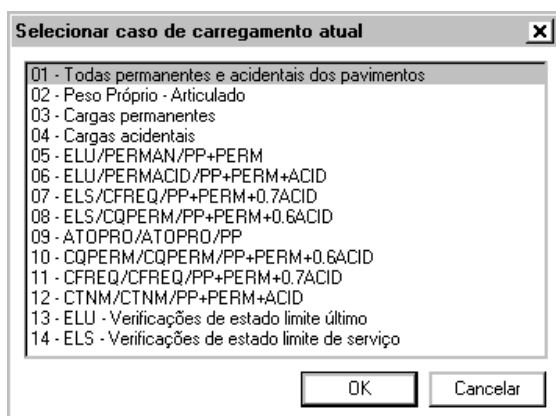 Selecionar caso de carregamento atual
01 - Todas permanentes e acidentais dos pavimentos
02 - Peso Próprio - Articulado
03 - Cargas permanentes
04 - Cargas acidentais
05 - ELU/PERMAN/PP+PERM
06 - ELU/PERMACID/PP+PERM+ACID
07 - ELS/CFREQ/PP+PERM+0.7ACID
08 - ELS/CQPERM/PP+PERM+0.6ACID
09 - ATOPRO/ATOPRO/PP
10 - CQPERM/CQPERM/PP+PERM+0.6ACID
11 - CFREQ/CFREQ/PP+PERM+0.7ACID
12 - CTNM/CTNM/PP+PERM+ACID
13 - ELU - Verificações de estado limite último
14 - ELS - Verificações de estado limite de serviço
OK Cancelar